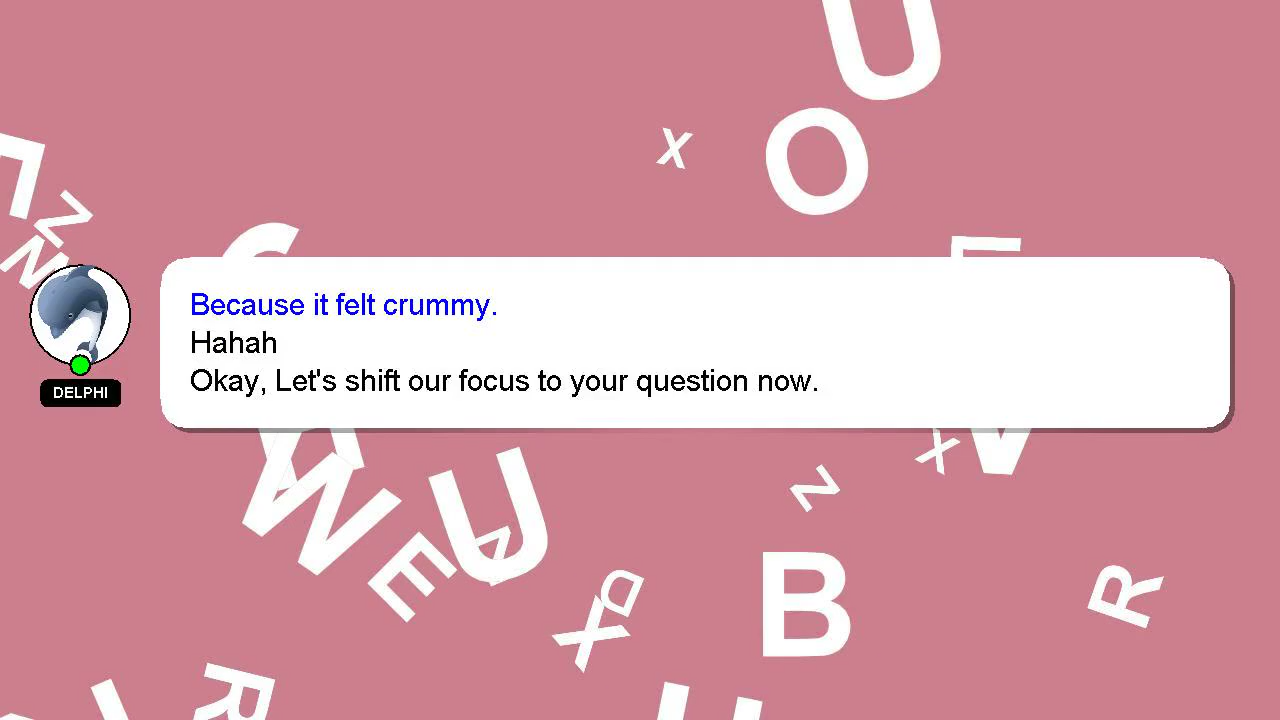 Because it felt crummy.
Hahah
Okay, Let's shift our focus to your question now.
DELPHI
U
O
X
Z
N
W
E
U
Z
X
D
X
Z
B
R
R